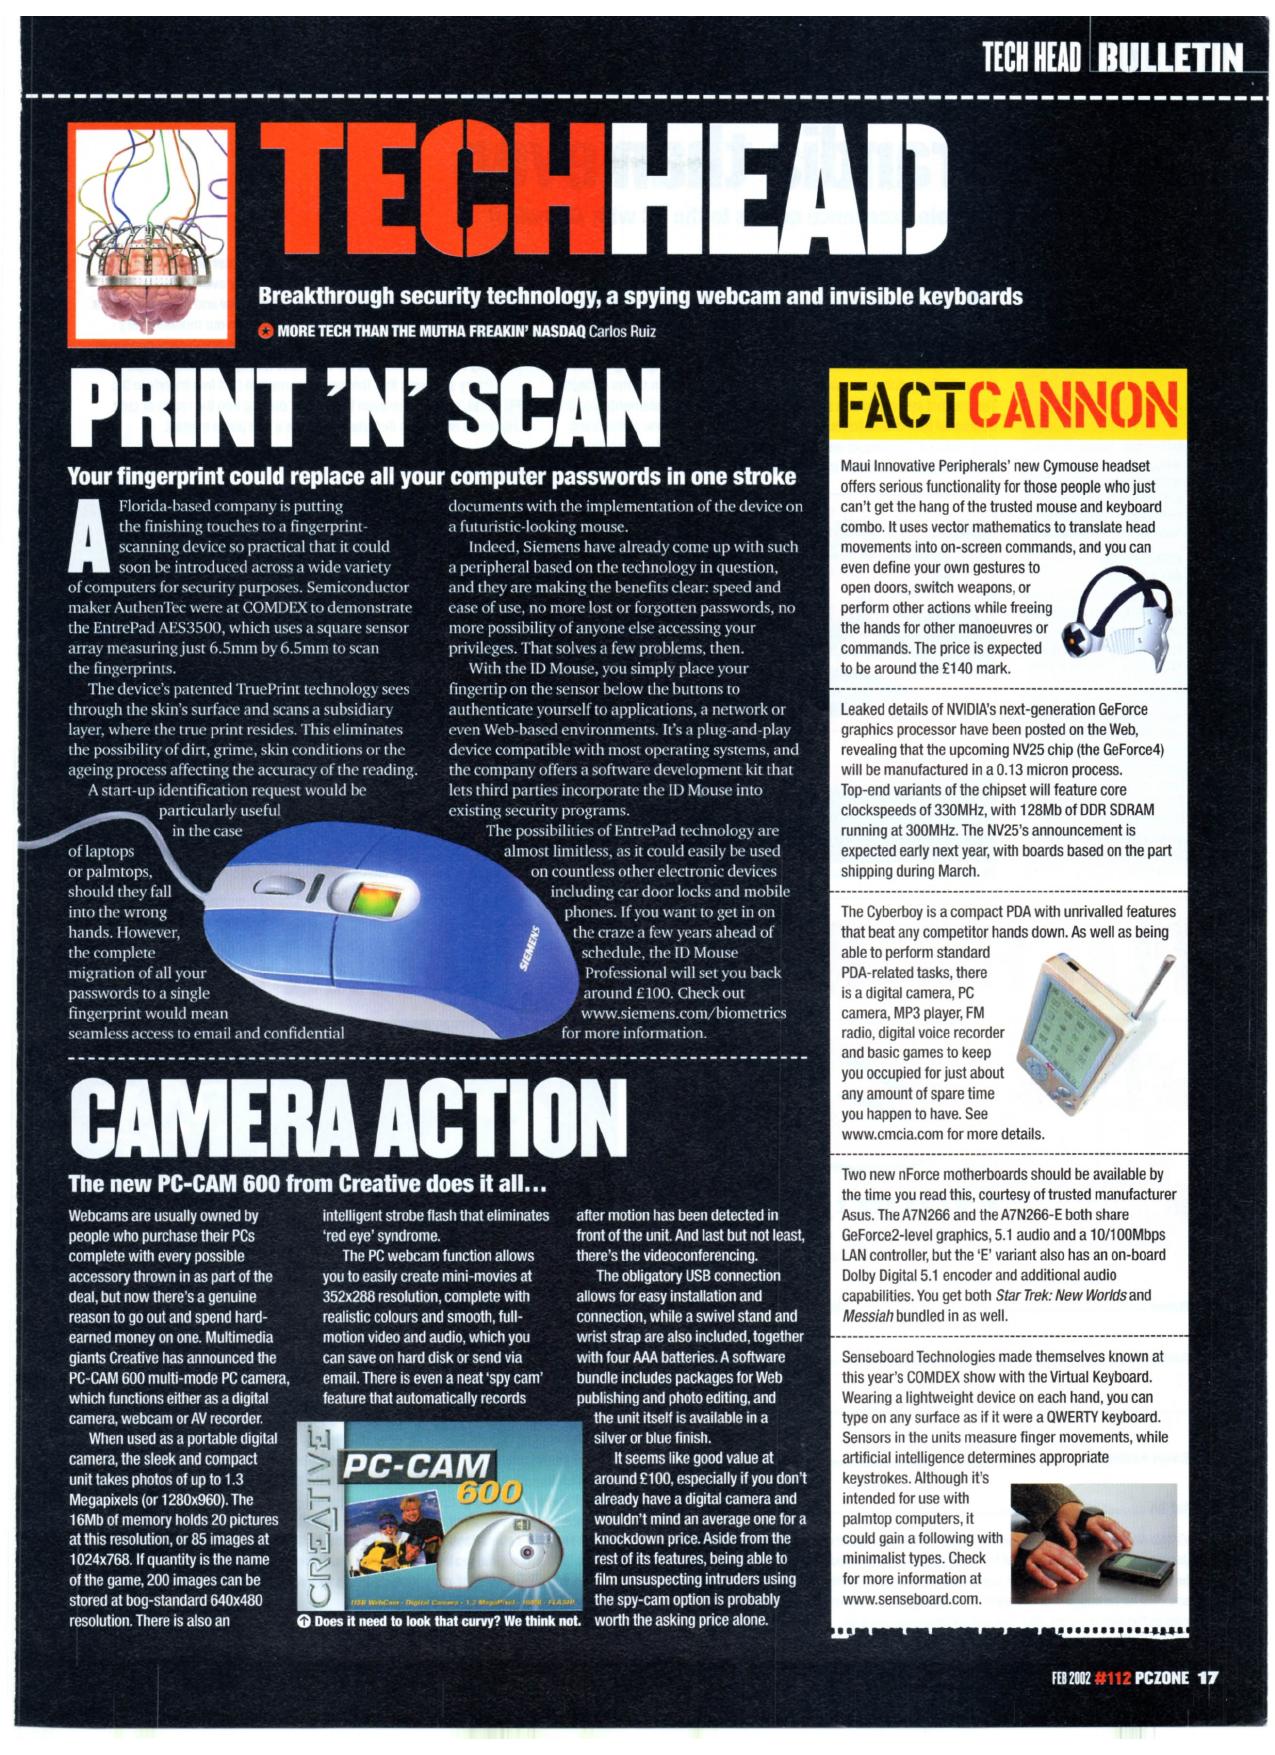 TECH HEAD BULLETIN
TECHHEAD
Breakthrough security technology, a spying webcam and invisible keyboards
MORE TECH THAN THE MUTHA FREAKIN' NASDAQ Carlos Ruiz
PRINT 'N' SCAN
Your fingerprint could replace all your computer passwords in one stroke
A Florida-based company is putting
the finishing touches to a fingerprint-
scanning device so practical that it could
soon be introduced across a wide variety
of computers for security purposes. Semiconductor
maker AuthenTec were at COMDEX to demonstrate
the EntrePad AES3500, which uses a square sensor
array measuring just 6.5mm by 6.5mm to scan
the fingerprints.
The device's patented TruePrint technology sees
through the skin's surface and scans a subsidiary
layer, where the true print resides. This eliminates
the possibility of dirt, grime, skin conditions or the
ageing process affecting the accuracy of the reading.
A start-up identification request would be
particularly useful
in the case
of laptops
or palmtops,
should they fall
into the wrong
hands. However,
the complete
migration of all your
passwords to a single
fingerprint would mean
seamless access to email and confidential
documents with the implementation of the device on
a futuristic-looking mouse.
Indeed, Siemens have already come up with such
a peripheral based on the technology in question,
and they are making the benefits clear: speed and
ease of use, no more lost or forgotten passwords, no
more possibility of anyone else accessing your
privileges. That solves a few problems, then.
With the ID Mouse, you simply place your
fingertip on the sensor below the buttons to
authenticate yourself to applications, a network or
even Web-based environments. It's a plug-and-play
device compatible with most operating systems, and
the company offers a software development kit that
lets third parties incorporate the ID Mouse into
existing security programs.
The possibilities of EntrePad technology are
almost limitless, as it could easily be used
on countless other electronic devices
including car door locks and mobile
phones. If you want to get in on
the craze a few years ahead of
schedule, the ID Mouse
Professional will set you back
around £100. Check out
www.siemens.com/biometrics
for more information.
SIEMENS
CAMERA ACTION
The new PC-CAM 600 from Creative does it all...
Webcams are usually owned by
people who purchase their PCs
complete with every possible
accessory thrown in as part of the
deal, but now there's a genuine
reason to go out and spend hard-
earned money on one. Multimedia
giants Creative has announced the
PC-CAM 600 multi-mode PC camera,
which functions either as a digital
camera, webcam or AV recorder.
When used as a portable digital
camera, the sleek and compact
unit takes photos of up to 1.3
Megapixels (or 1280x960). The
16Mb of memory holds 20 pictures
at this resolution, or 85 images at
1024x768. If quantity is the name
of the game, 200 images can be
stored at bog-standard 640x480
resolution. There is also an
intelligent strobe flash that eliminates
'red eye' syndrome.
The PC webcam function allows
you to easily create mini-movies at
352x288 resolution, complete with
realistic colours and smooth, full-
motion video and audio, which you
can save on hard disk or send via
email. There is even a neat 'spy cam'
feature that automatically records
CREATIVE
PC-CAM
600
USB WebCam · Digital Camera · 1.3 MegaPixel · 16MB · FLASH!
Does it need to look that curvy? We think not.
after motion has been detected in
front of the unit. And last but not least,
there's the videoconferencing.
The obligatory USB connection
allows for easy installation and
connection, while a swivel stand and
wrist strap are also included, together
with four AAA batteries. A software
bundle includes packages for Web
publishing and photo editing, and
the unit itself is available in a
silver or blue finish.
It seems like good value at
around £100, especially if you don't
already have a digital camera and
wouldn't mind an average one for a
knockdown price. Aside from the
rest of its features, being able to
film unsuspecting intruders using
the spy-cam option is probably
worth the asking price alone.
FACTCANNON
Maui Innovative Peripherals' new Cymouse headset
offers serious functionality for those people who just
can't get the hang of the trusted mouse and keyboard
combo. It uses vector mathematics to translate head
movements into on-screen commands, and you can
even define your own gestures to
open doors, switch weapons, or
perform other actions while freeing
the hands for other manoeuvres or
commands. The price is expected
to be around the £140 mark.
Leaked details of NVIDIA's next-generation GeForce
graphics processor have been posted on the Web,
revealing that the upcoming NV25 chip (the GeForce4)
will be manufactured in a 0.13 micron process.
Top-end variants of the chipset will feature core
clockspeeds of 330MHz, with 128Mb of DDR SDRAM
running at 300MHz. The NV25's announcement is
expected early next year, with boards based on the part
shipping during March.
The Cyberboy is a compact PDA with unrivalled features
that beat any competitor hands down. As well as being
able to perform standard
PDA-related tasks, there
is a digital camera, PC
camera, MP3 player, FM
radio, digital voice recorder
and basic games to keep
you occupied for just about
any amount of spare time
you happen to have. See
www.cmcia.com for more details.
Two new nForce motherboards should be available by
the time you read this, courtesy of trusted manufacturer
Asus. The A7N266 and the A7N266-E both share
GeForce2-level graphics, 5.1 audio and a 10/100Mbps
LAN controller, but the 'E' variant also has an on-board
Dolby Digital 5.1 encoder and additional audio
capabilities. You get both Star Trek: New Worlds and
Messiah bundled in as well.
Senseboard Technologies made themselves known at
this year's COMDEX show with the Virtual Keyboard.
Wearing a lightweight device on each hand, you can
type on any surface as if it were a QWERTY keyboard.
Sensors in the units measure finger movements, while
artificial intelligence determines appropriate
keystrokes. Although it's
intended for use with
palmtop computers, it
could gain a following with
minimalist types. Check
for more information at
www.senseboard.com.
FEB 2002 #112 PCZONE 17